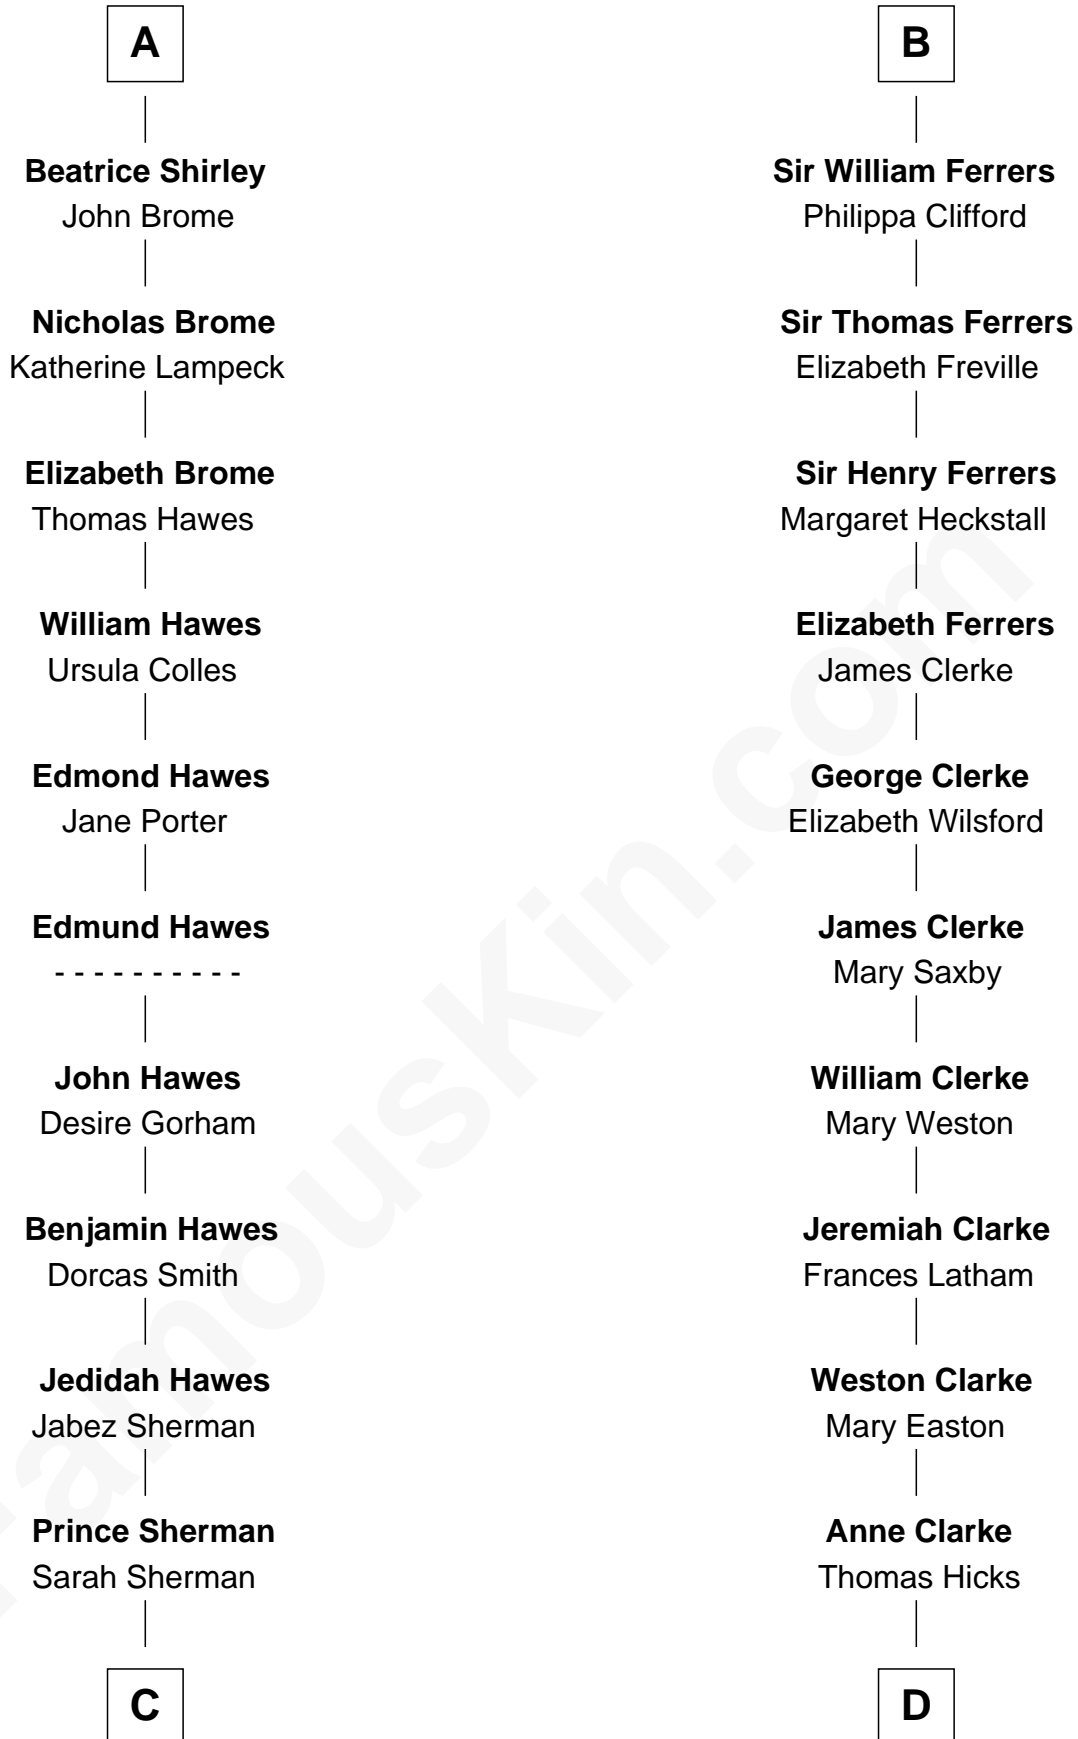 A
Beatrice Shirley
John Brome
Nicholas Brome
Katherine Lampeck
Elizabeth Brome
Thomas Hawes
William Hawes
Ursula Colles
Edmond Hawes
Jane Porter
Edmund Hawes
- - - - - - - - - -
John Hawes
Desire Gorham
Benjamin Hawes
Dorcas Smith
Jedidah Hawes
Jabez Sherman
Prince Sherman
Sarah Sherman
C
B
Sir William Ferrers
Philippa Clifford
Sir Thomas Ferrers
Elizabeth Freville
Sir Henry Ferrers
Margaret Heckstall
Elizabeth Ferrers
James Clerke
George Clerke
Elizabeth Wilsford
James Clerke
Mary Saxby
William Clerke
Mary Weston
Jeremiah Clarke
Frances Latham
Weston Clarke
Mary Easton
Anne Clarke
Thomas Hicks
D
FamousKin.com